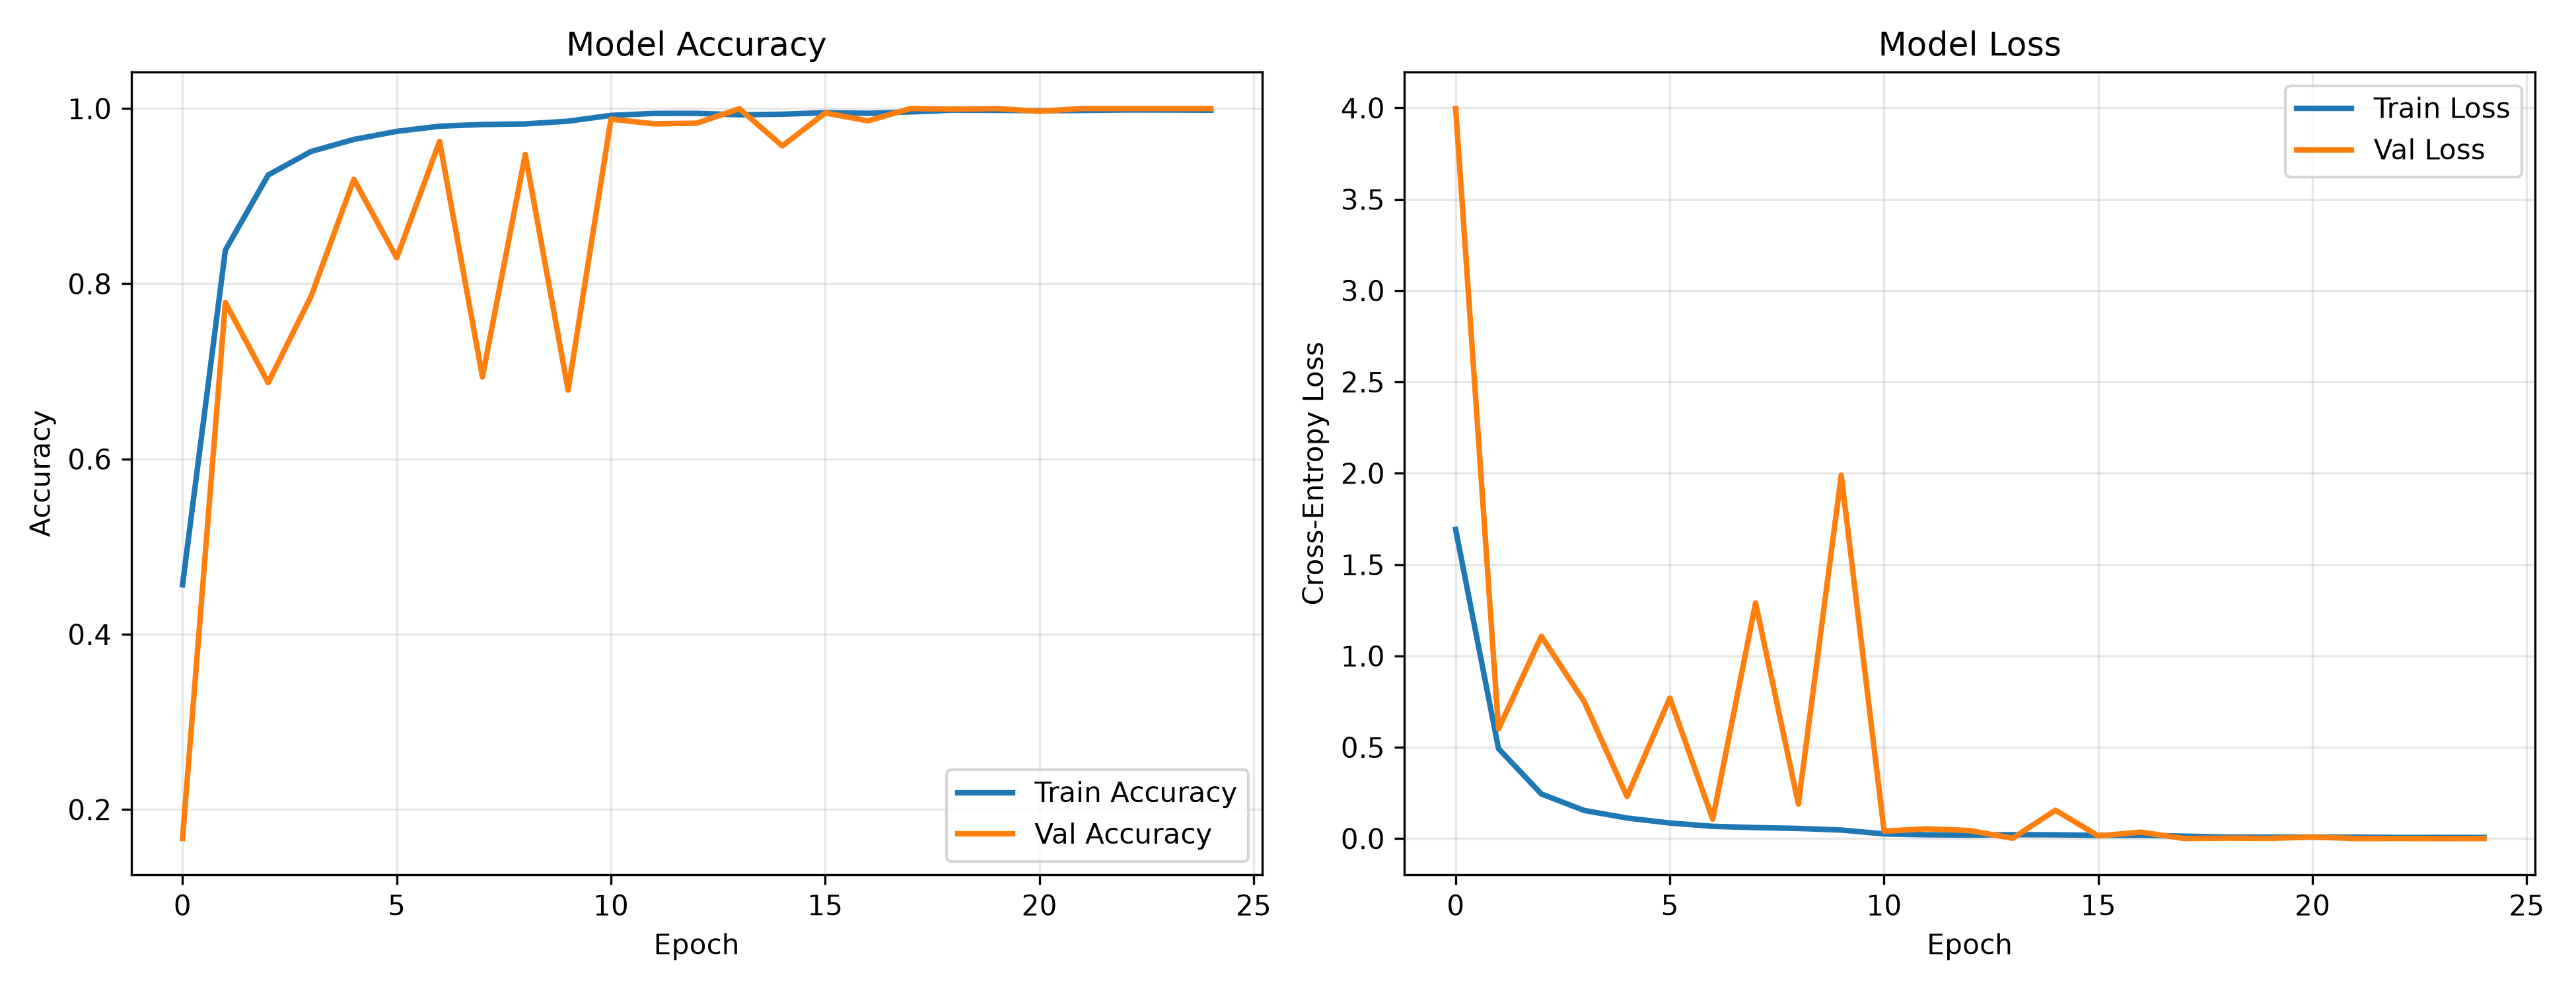 Model Accuracy
1.0
0.8
0.6
0.4
0.2
Accuracy
Train Accuracy
Val Accuracy
0 5 10 15 20 25
Epoch
Model Loss
4.0
3.5
3.0
2.5
2.0
1.5
1.0
0.5
0.0
Cross-Entropy Loss
Train Loss
Val Loss
0 5 10 15 20 25
Epoch